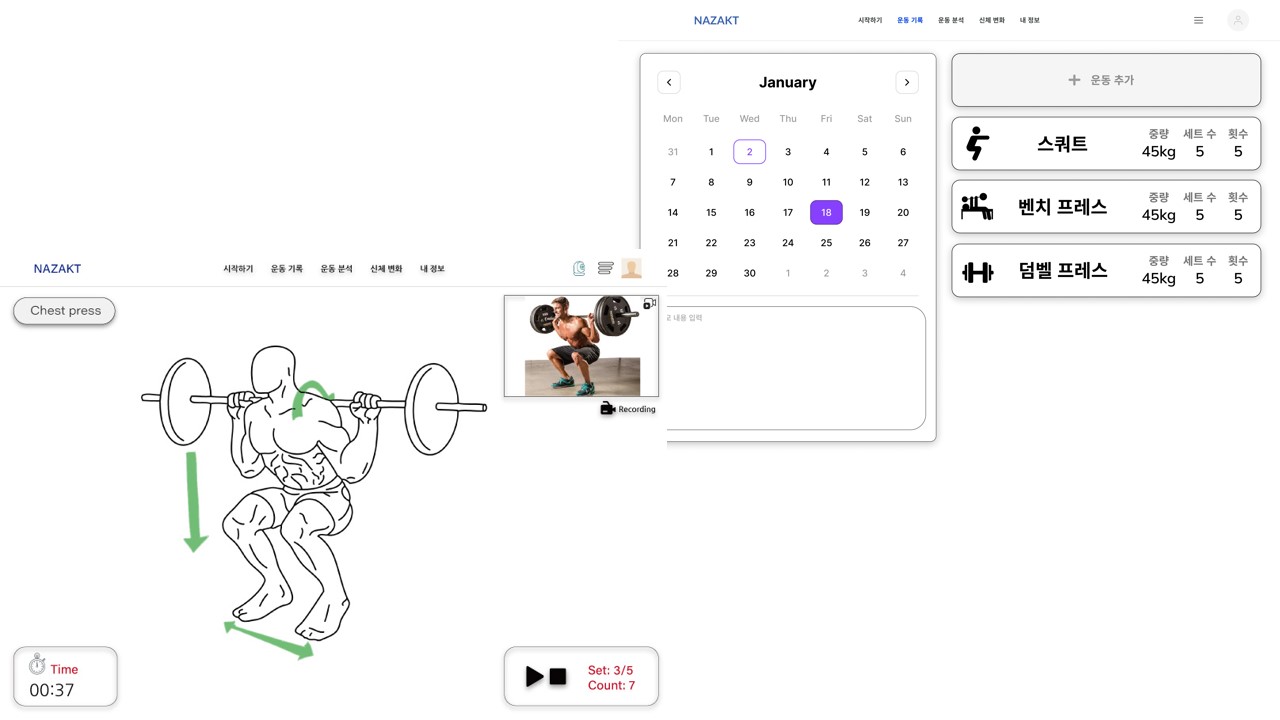 NAZAKT
시작하기 운동 기록 운동 분석 신체 변화 내 정보
January
Mon Tue Wed Thu Fri Sat Sun
31 1 2 3 4 5 6
7 8 9 10 11 12 13
14 15 16 17 18 19 20
21 22 23 24 25 26 27
28 29 30 1 2 3 4
내용 입력
+ 운동 추가
스쿼트
중량 세트 수 횟수
45kg 5 5
벤치 프레스
중량 세트 수 횟수
45kg 5 5
덤벨 프레스
중량 세트 수 횟수
45kg 5 5
NAZAKT
시작하기 운동 기록 운동 분석 신체 변화 내 정보
Chest press
Recording
Time
00:37
Set: 3/5
Count: 7